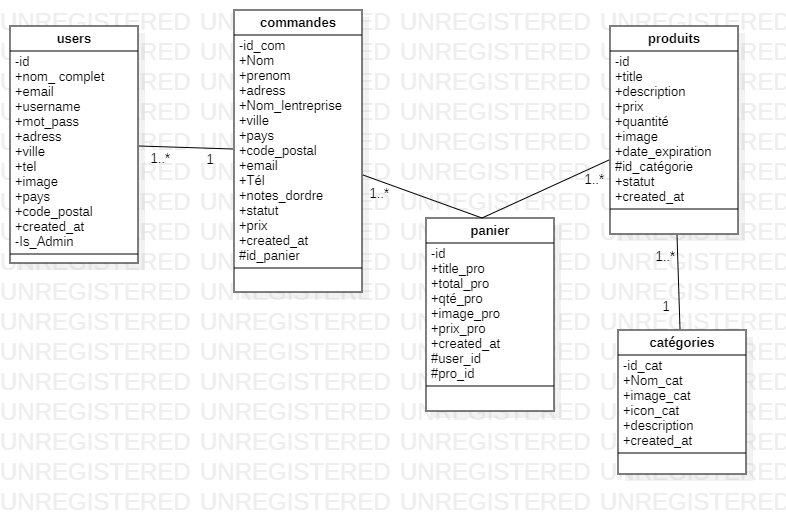 users
-id
+nom_ complet
+email
+username
+mot_pass
+adress
+ville
+tel
+image
+pays
+code_postal
+created_at
-Is_Admin
1..*
1
commandes
-id_com
+Nom
+prenom
+adress
+Nom_lentreprise
+ville
+pays
+code_postal
+email
+Tél
+notes_dordre
+statut
+prix
+created_at
#id_panier
1..*
panier
-id
+title_pro
+total_pro
+qté_pro
+image_pro
+prix_pro
+created_at
#user_id
#pro_id
produits
-id
+title
+description
+prix
+quantité
+image
+date_expiration
#id_catégorie
+statut
+created_at
1..*
1..*
1
catégories
-id_cat
+Nom_cat
+image_cat
+icon_cat
+description
+created_at
UNREGISTERED UNREGISTERED UNREGISTERED UNREGISTERED